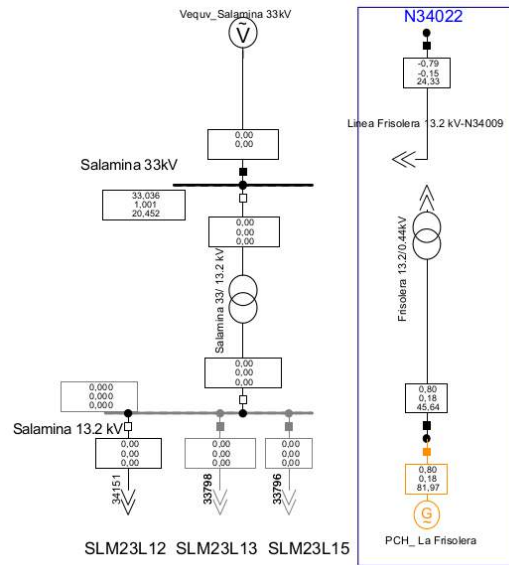 Vequv_Salamina 33kV
Ṽ
0,00
0,00
Salamina 33kV
33,036
1,001
20,452
0,00
0,00
0,00
Salamina 33/ 13.2 kV
0,00
0,00
0,00
0,000
0,000
0,000
Salamina 13.2 kV
0,00
0,00
0,00
0,00
0,00
0,00
0,00
0,00
0,00
34151
33798
33796
SLM23L12
SLM23L13
SLM23L15
N34022
-0,79
-0,15
24,33
Linea Frisolera 13.2 kV-N34009
Frisolera 13.2/0.44kV
0,80
0,18
45,64
0,80
0,18
81,97
G
~
PCH_ La Frisolera